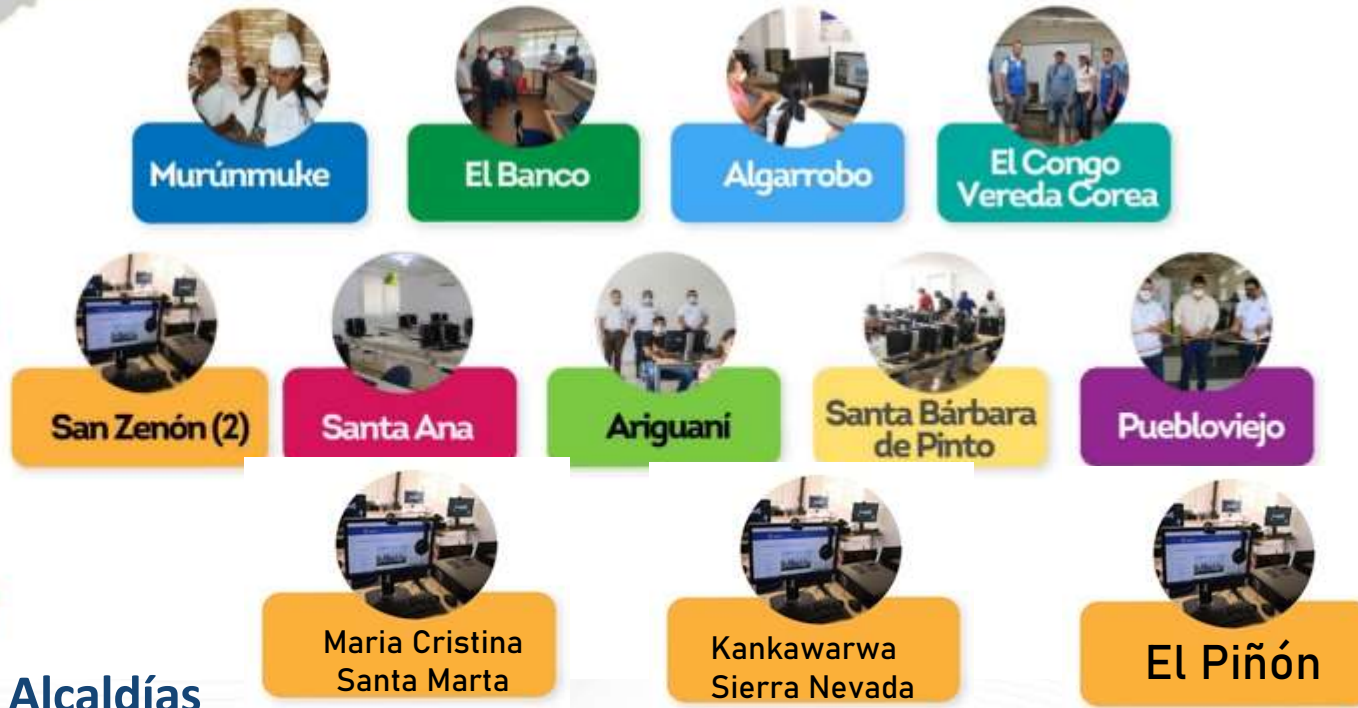 Murúnmuke
El Banco
Algarrobo
El Congo
Vereda Corea
San Zenón (2)
Santa Ana
Ariguaní
Santa Bárbara
de Pinto
Puebloviejo
Maria Cristina
Santa Marta
Kankawarwa
Sierra Nevada
El Piñón
Alcaldías